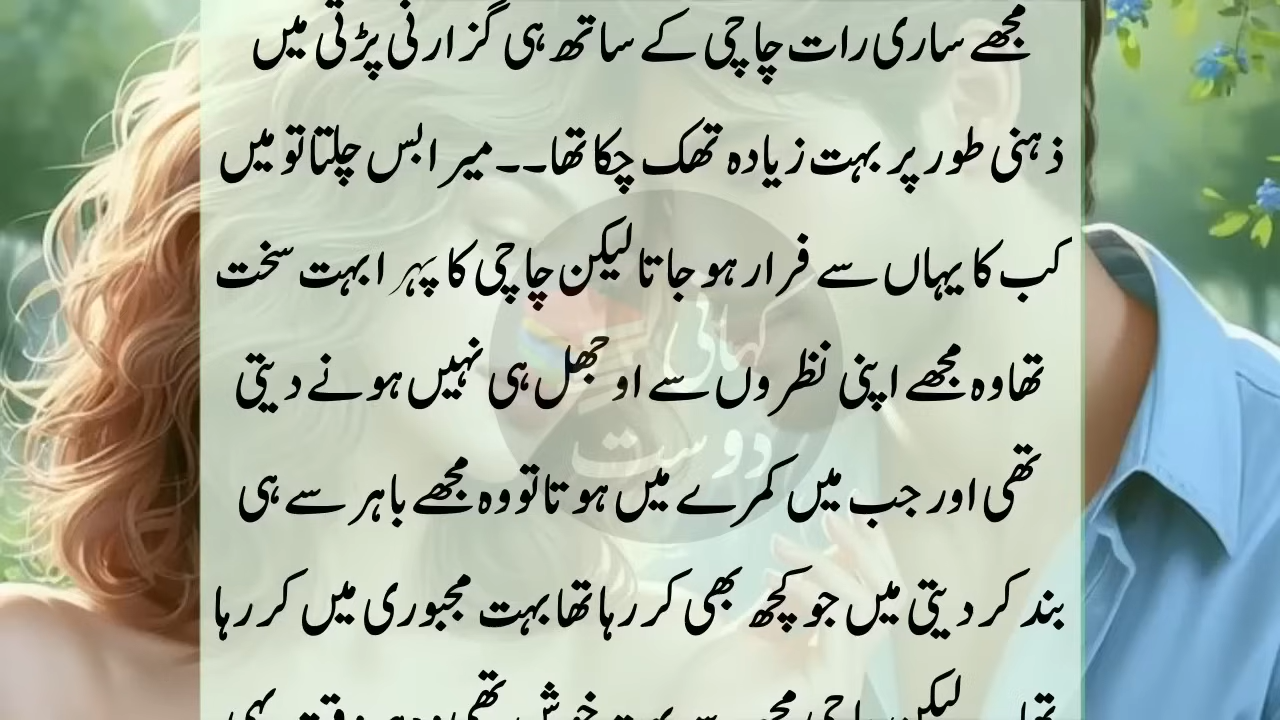 مجھے ساری رات چاچی کے ساتھ ہی گزارنی پڑتی میں
ذہنی طور پر بہت زیادہ تھک چکا تھا۔۔میرا بس چلتا تو میں
کب کا یہاں سے فرار ہو جاتا لیکن چاچی کا پہرا بہت سخت
تھا وہ مجھے اپنی نظروں سے اوجھل ہی نہیں ہونے دیتی
تھی اور جب میں کمرے میں ہوتا تو وہ مجھے باہر سے ہی
بند کر دیتی میں جو کچھ بھی کر رہا تھا بہت مجبوری میں کر رہا
کہانی
دوست